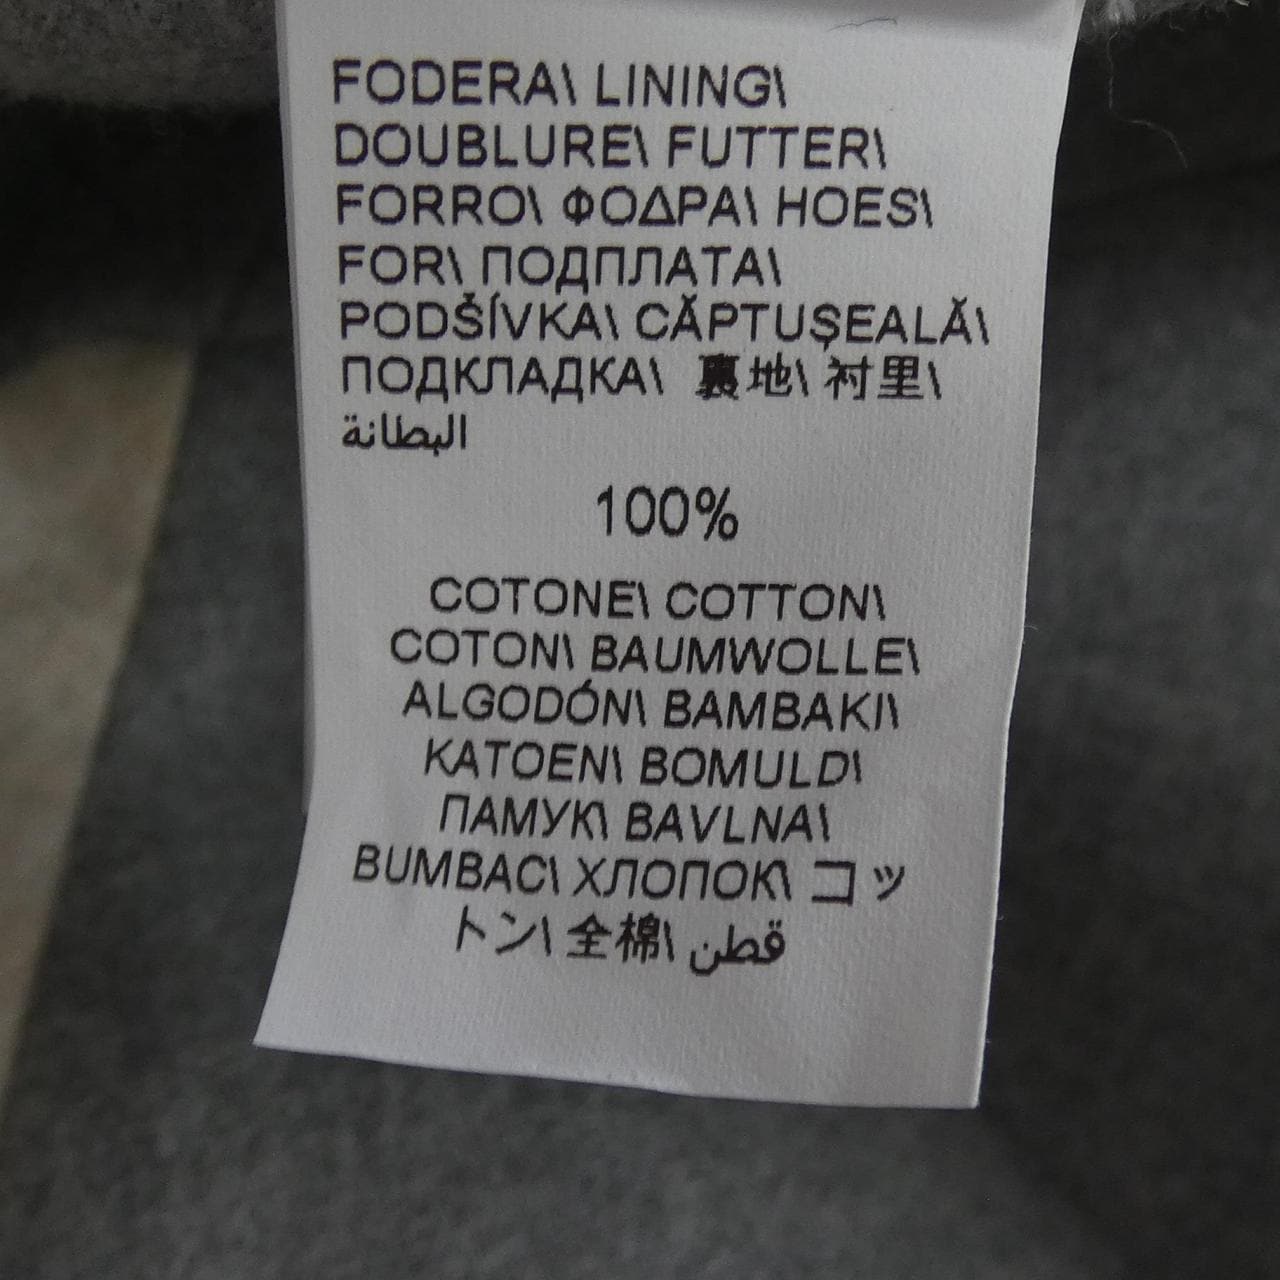 FODERA\ LINING\
DOUBLURE\ FUTTER\
FORRO\ ΦΟΔΡΑ\ HOES\
FOR\ ПОДПЛАТА\
PODŠÍVKA\ CĂPTUŞEALĂ\
ПОДКЛАДКА\ 裏地\ 衬里\
البطانة
100%
COTONE\ COTTON\
COTON\ BAUMWOLLE\
ALGODÓN\ BAMBAKI\
KATOEN\ BOMULD\
ПАМУК\ BAVLNA\
BUMBAC\ ХЛОПОК\ コッ
トン\ 全棉\ قطن